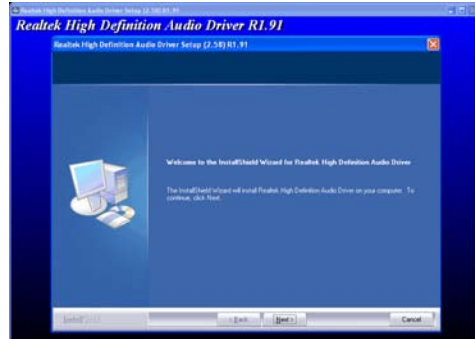 Realtek High Definition Audio Driver Setup (2.58) R1.91
Realtek High Definition Audio Driver R1.91
Realtek High Definition Audio Driver Setup (2.58) R1.91
Welcome to the InstallShield Wizard for Realtek High Definition Audio Driver
The InstallShield Wizard will install Realtek High Definition Audio Driver on your computer. To
continue, click Next.
InstallShield
< Back
Next >
Cancel